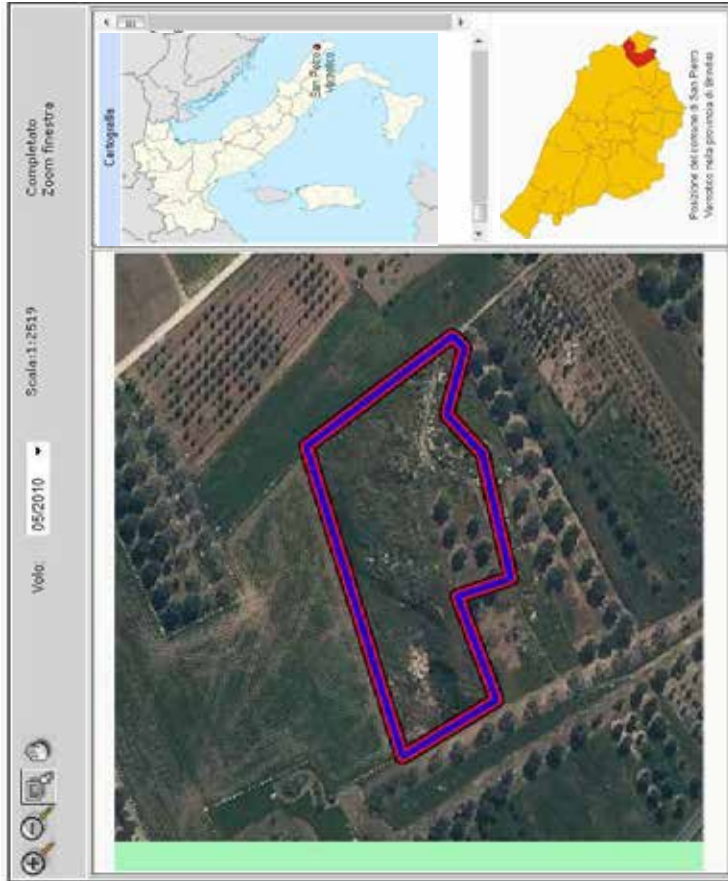 Volo:
05/2010
Scala:1:2519
Completato
Zoom finestra
Cartografia
San Pietro
Vernotico
Posizione del comune di San Pietro
Vernotico nella provincia di Brindisi